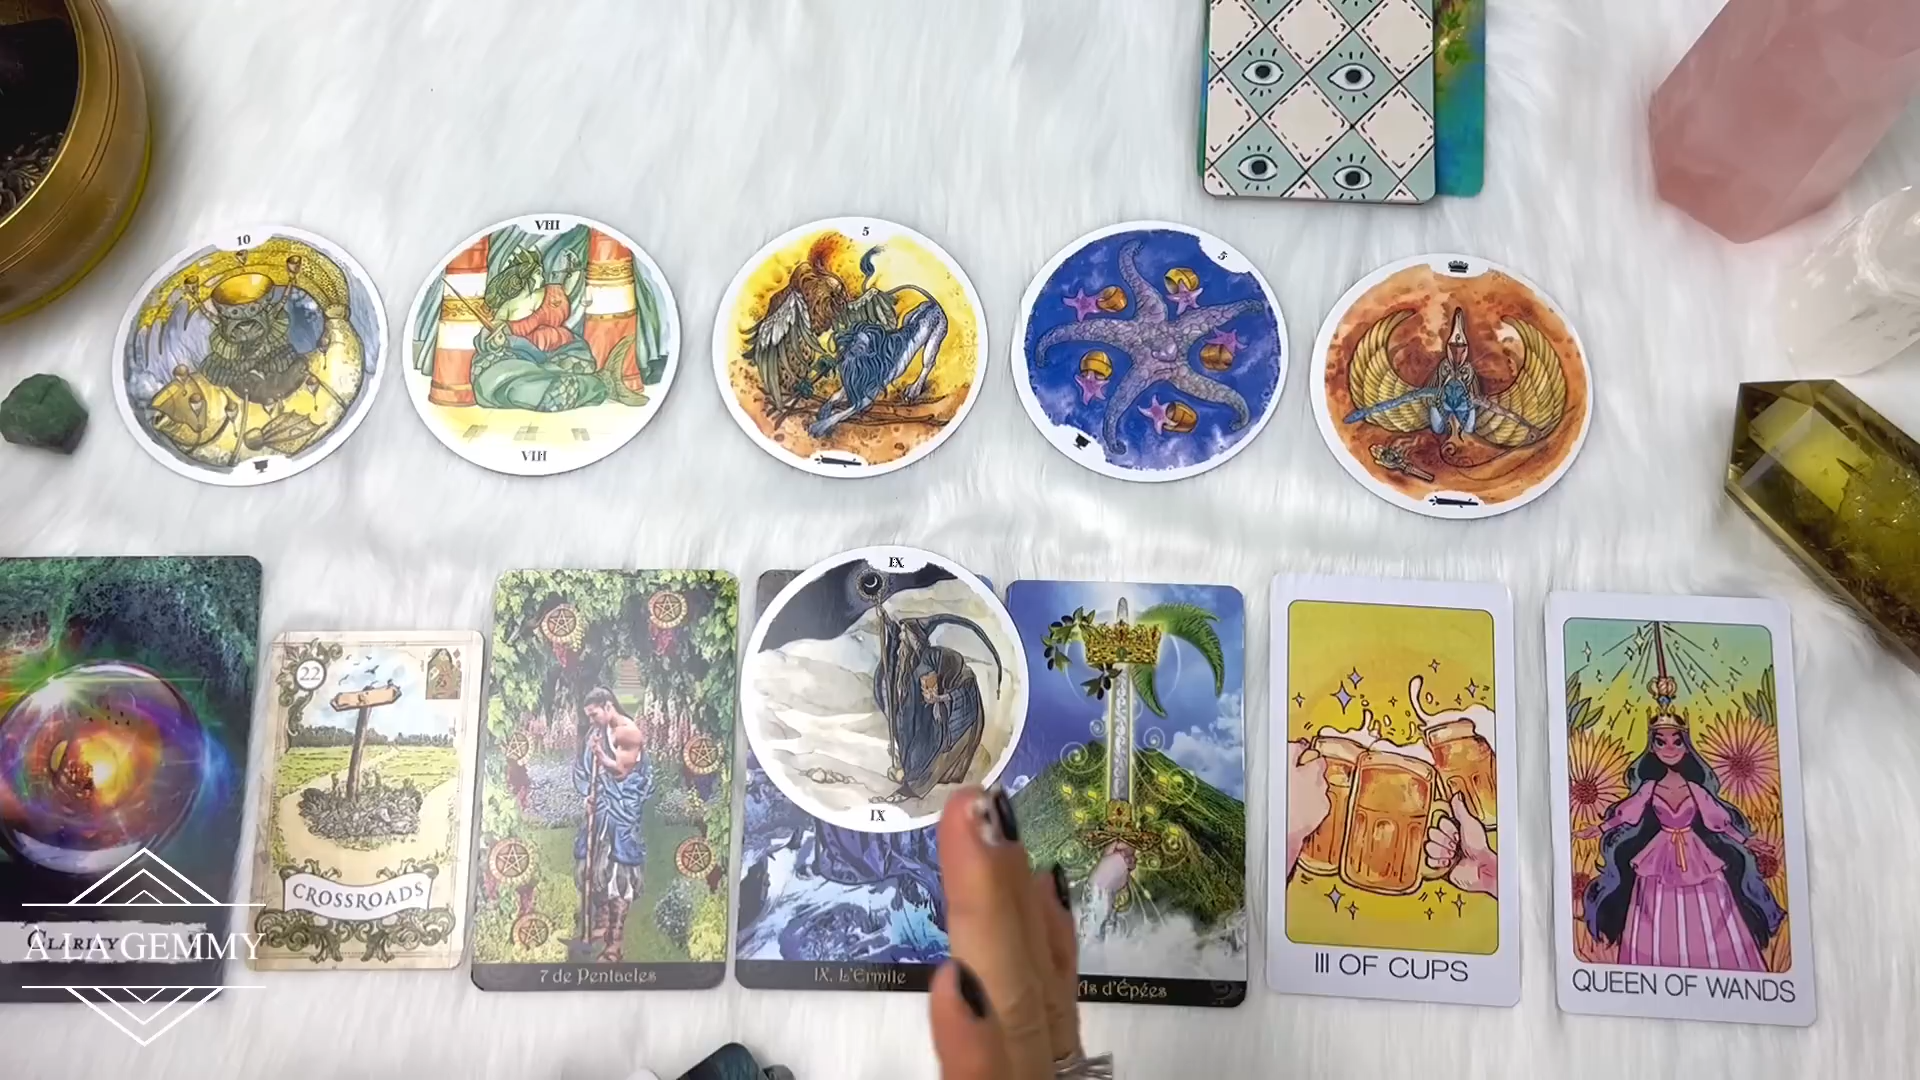 10
VIII
5
5
VIII
IX
22
IX
CROSSROADS
CLARITY
A LA GEMMY
7 de Pentacles
IX. L'Ermite
As d'Épées
III OF CUPS
QUEEN OF WANDS